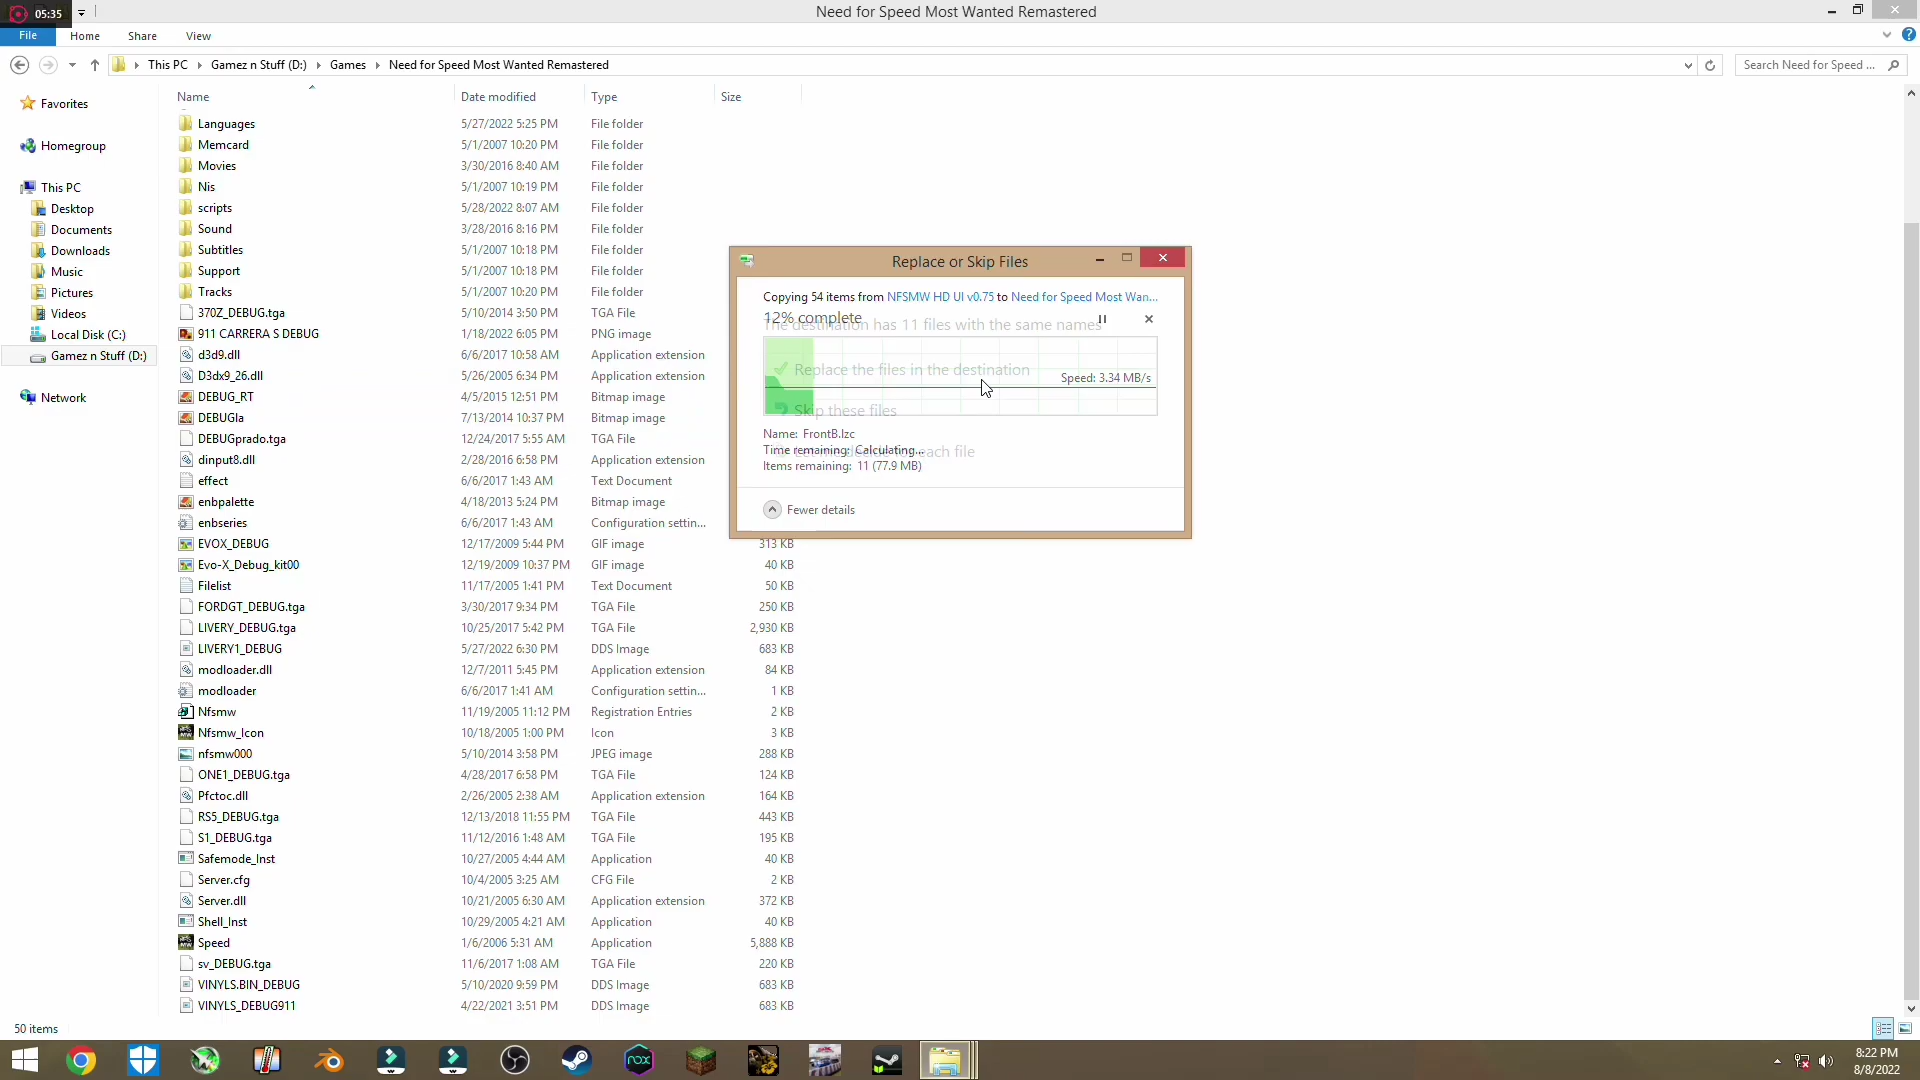 05:35
Need for Speed Most Wanted Remastered
File Home Share View
This PC Gamez n Stuff (D:) Games Need for Speed Most Wanted Remastered
Search Need for Speed ...
Name Date modified Type Size
Favorites
Homegroup
This PC
Desktop
Documents
Downloads
Music
Pictures
Videos
Local Disk (C:)
Gamez n Stuff (D:)
Network
Languages 5/27/2022 5:25 PM File folder
Memcard 5/1/2007 10:20 PM File folder
Movies 3/30/2016 8:40 AM File folder
Nis 5/1/2007 10:19 PM File folder
scripts 5/28/2022 8:07 AM File folder
Sound 3/28/2016 8:16 PM File folder
Subtitles 5/1/2007 10:18 PM File folder
Support 5/1/2007 10:18 PM File folder
Tracks 5/1/2007 10:20 PM File folder
370Z_DEBUG.tga 5/10/2014 3:50 PM TGA File
911 CARRERA S DEBUG 1/18/2022 6:05 PM PNG image
d3d9.dll 6/6/2017 10:58 AM Application extension
D3dx9_26.dll 5/26/2005 6:34 PM Application extension
DEBUG_RT 4/5/2015 12:51 PM Bitmap image
DEBUGla 7/13/2014 10:37 PM Bitmap image
DEBUGprado.tga 12/24/2017 5:55 AM TGA File
dinput8.dll 2/28/2016 6:58 PM Application extension
effect 6/6/2017 1:43 AM Text Document
enbpalette 4/18/2013 5:24 PM Bitmap image
enbseries 6/6/2017 1:43 AM Configuration settin...
EVOX_DEBUG 12/17/2009 5:44 PM GIF image 313 KB
Evo-X_Debug_kit00 12/19/2009 10:37 PM GIF image 40 KB
Filelist 11/17/2005 1:41 PM Text Document 50 KB
FORDGT_DEBUG.tga 3/30/2017 9:34 PM TGA File 250 KB
LIVERY_DEBUG.tga 10/25/2017 5:42 PM TGA File 2,930 KB
LIVERY1_DEBUG 5/27/2022 6:30 PM DDS Image 683 KB
modloader.dll 12/7/2011 5:45 PM Application extension 84 KB
modloader 6/6/2017 1:41 AM Configuration settin... 1 KB
Nfsmw 11/19/2005 11:12 PM Registration Entries 2 KB
Nfsmw_Icon 10/18/2005 1:00 PM Icon 3 KB
nfsmw000 5/10/2014 3:58 PM JPEG image 288 KB
ONE1_DEBUG.tga 4/28/2017 6:58 PM TGA File 124 KB
Pfctoc.dll 2/26/2005 2:38 AM Application extension 164 KB
RS5_DEBUG.tga 12/13/2018 11:55 PM TGA File 443 KB
S1_DEBUG.tga 11/12/2016 1:48 AM TGA File 195 KB
Safemode_Inst 10/27/2005 4:44 AM Application 40 KB
Server.cfg 10/4/2005 3:25 AM CFG File 2 KB
Server.dll 10/21/2005 6:30 AM Application extension 372 KB
Shell_Inst 10/29/2005 4:21 AM Application 40 KB
Speed 1/6/2006 5:31 AM Application 5,888 KB
sv_DEBUG.tga 11/6/2017 1:08 AM TGA File 220 KB
VINYLS.BIN_DEBUG 5/10/2020 9:59 PM DDS Image 683 KB
VINYLS_DEBUG911 4/22/2021 3:51 PM DDS Image 683 KB
Replace or Skip Files
Copying 54 items from NFSMW HD UI v0.75 to Need for Speed Most Wan...
12% complete
The destination has 11 files with the same names
Replace the files in the destination
Speed: 3.34 MB/s
Skip these files
Name: FrontB.lzc
Time remaining: Calculating...
each file
Items remaining: 11 (77.9 MB)
Fewer details
50 items
nox
8:22 PM
8/8/2022